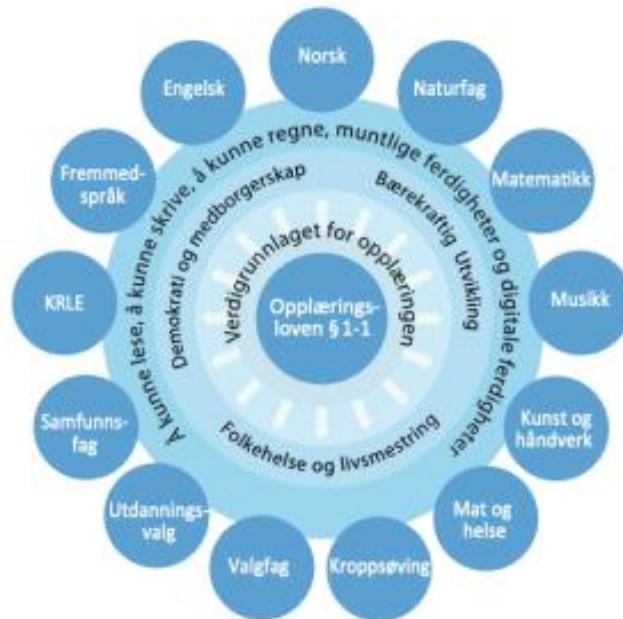 Norsk
Naturfag
Matematikk
Musikk
Kunst og
håndverk
Mat og
helse
Kroppsøving
Valgfag
Utdannings-
valg
Samfunns-
fag
KRLE
Fremmed-
språk
Engelsk
Å kunne lese, å kunne skrive, å kunne regne, muntlige ferdigheter og digitale ferdigheter
Demokrati og medborgerskap
Bærekraftig Utvikling
Folkehelse og livsmestring
Verdigrunnlaget for opplæringen
Opplærings-
loven § 1-1